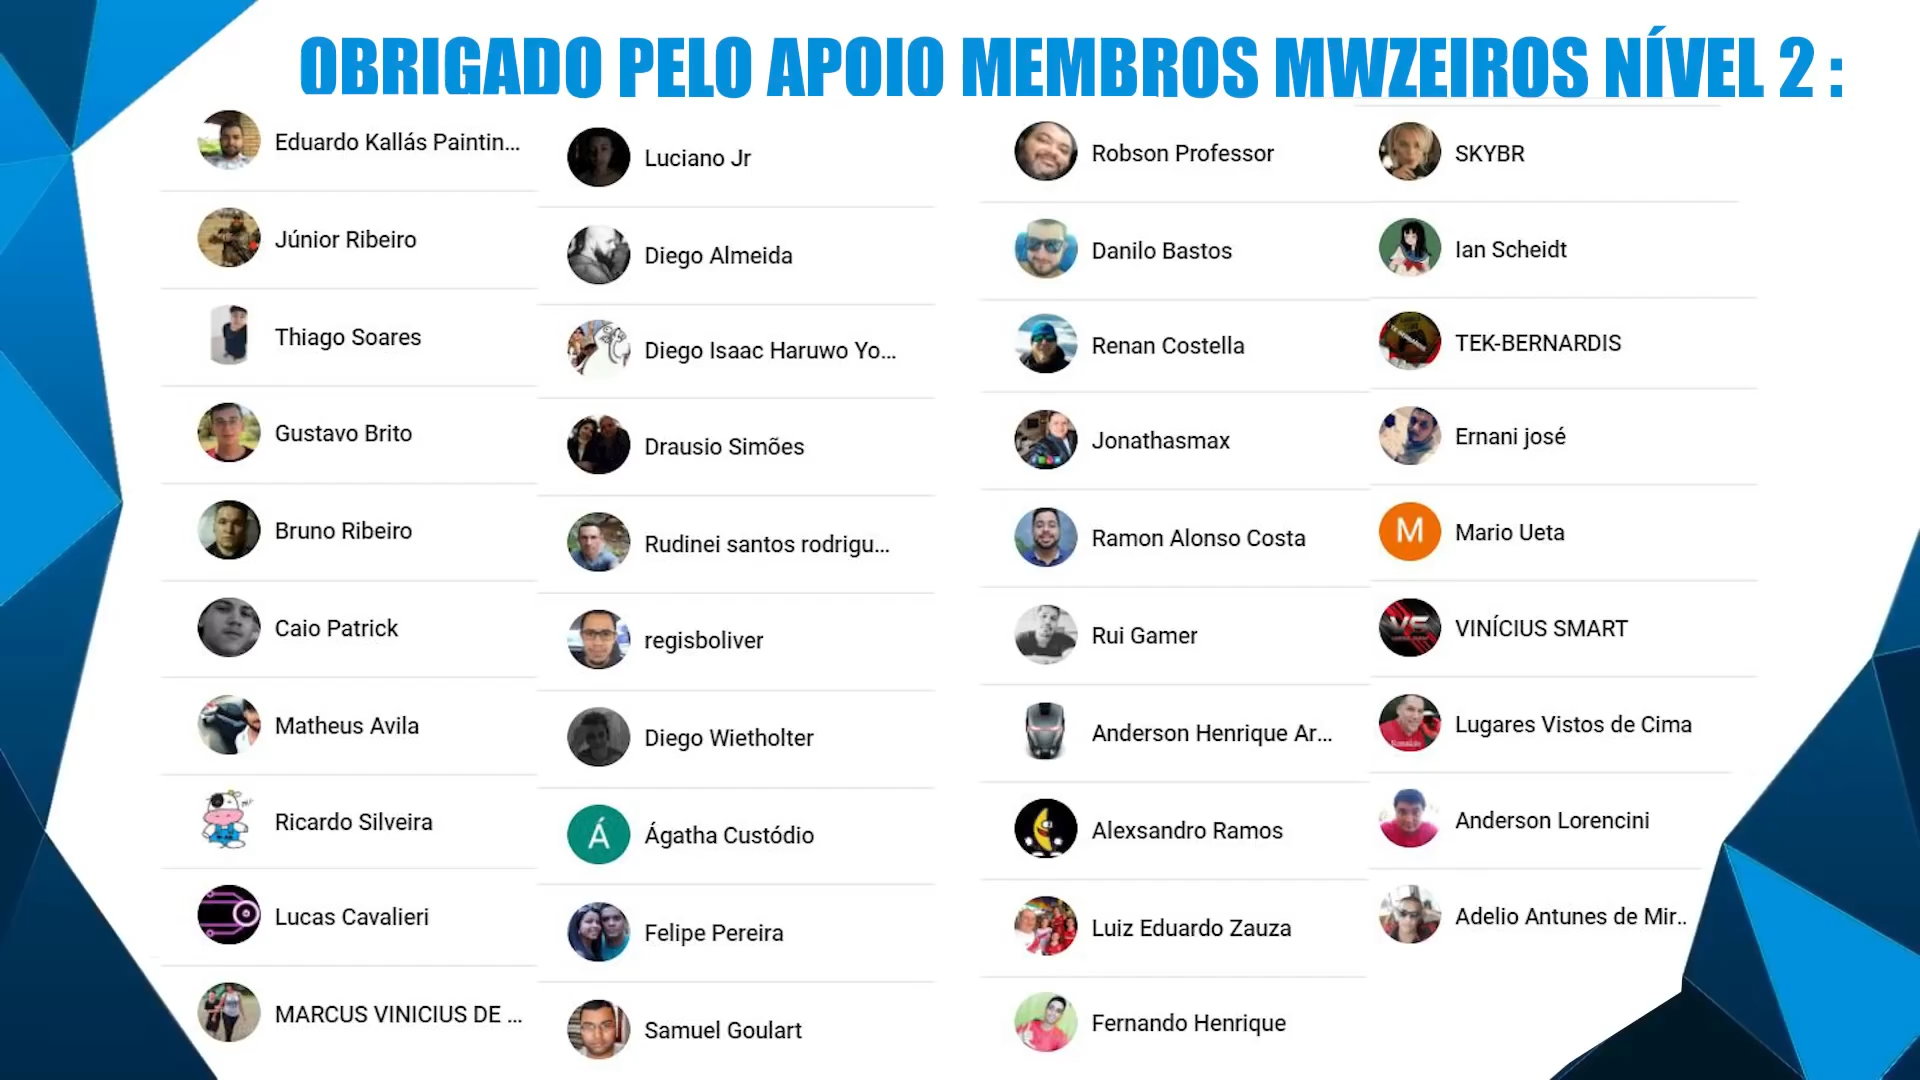 OBRIGADO PELO APOIO MEMBROS MWZEIROS NÍVEL 2 :
Eduardo Kallás Paintin...
Júnior Ribeiro
Thiago Soares
Gustavo Brito
Bruno Ribeiro
Caio Patrick
Matheus Avila
Ricardo Silveira
Lucas Cavalieri
MARCUS VINICIUS DE ...
Luciano Jr
Diego Almeida
Diego Isaac Haruwo Yo...
Drausio Simões
Rudinei santos rodrigu...
regisboliver
Diego Wietholter
Á
Ágatha Custódio
Felipe Pereira
Samuel Goulart
Robson Professor
Danilo Bastos
Renan Costella
Jonathasmax
Ramon Alonso Costa
Rui Gamer
Anderson Henrique Ar...
Alexsandro Ramos
Luiz Eduardo Zauza
Fernando Henrique
SKYBR
Ian Scheidt
TEK-BERNARDIS
Ernani josé
M
Mario Ueta
VS
VINÍCIUS SMART
Lugares Vistos de Cima
Anderson Lorencini
Adelio Antunes de Mir..